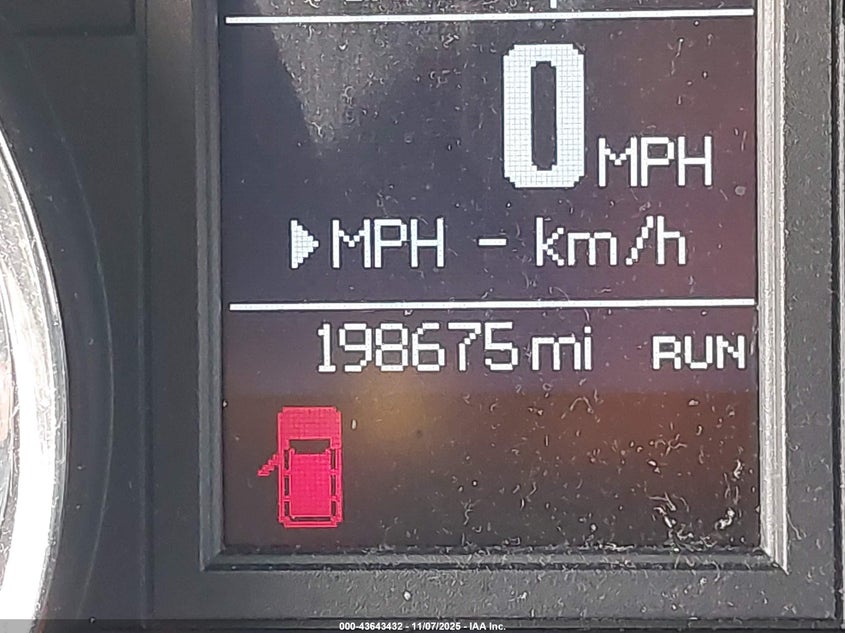 0 MPH
▶MPH - km/h
198675 mi RUN
000-43643432 - 11/07/2025 - IAA Inc.